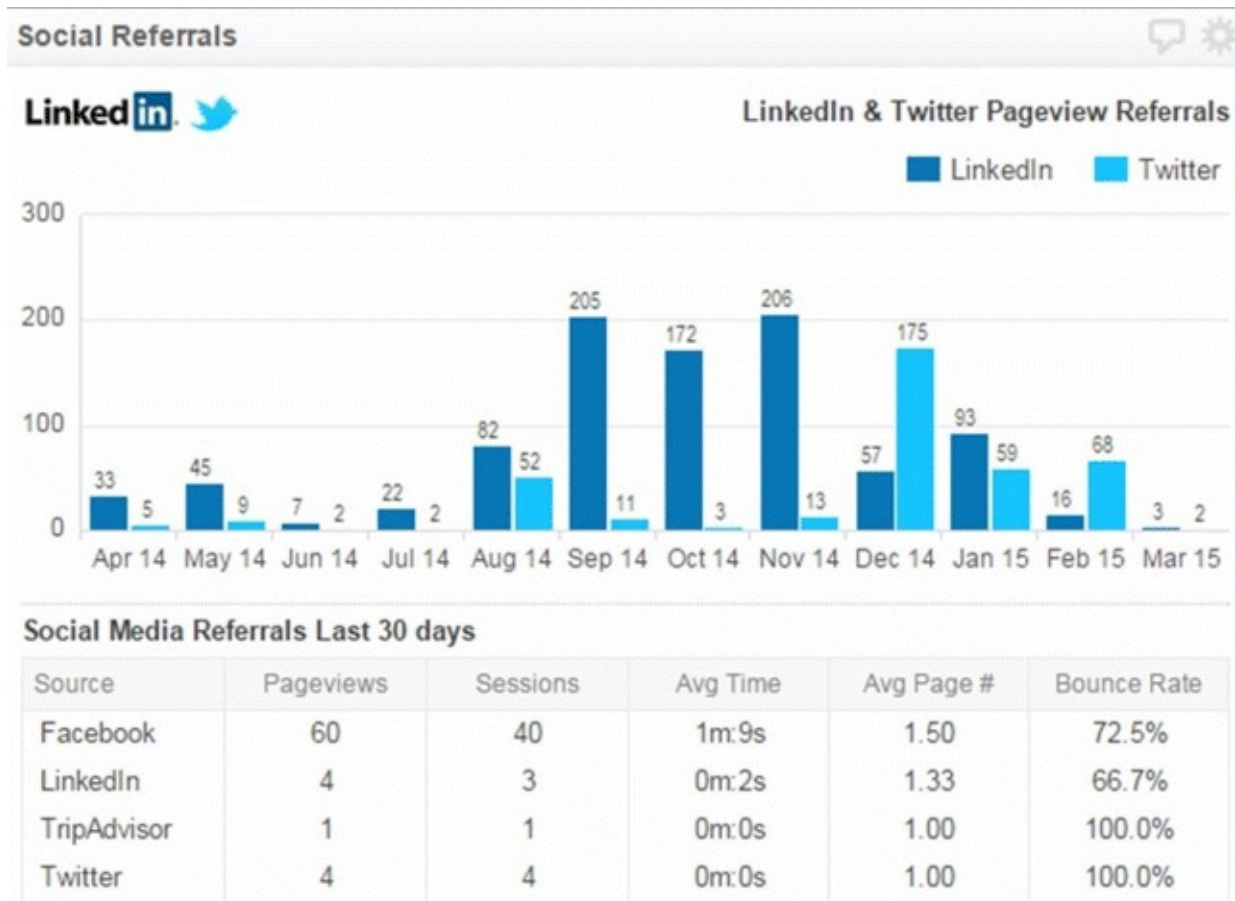 Social Referrals
Linked in.
LinkedIn & Twitter Pageview Referrals
LinkedIn Twitter
300
200
100
0
33 5 45 9 7 2 22 2 82 52 205 11 172 3 206 13 57 175 93 59 16 68 3 2
Apr 14 May 14 Jun 14 Jul 14 Aug 14 Sep 14 Oct 14 Nov 14 Dec 14 Jan 15 Feb 15 Mar 15
Social Media Referrals Last 30 days
Source Pageviews Sessions Avg Time Avg Page # Bounce Rate
Facebook 60 40 1m:9s 1.50 72.5%
LinkedIn 4 3 0m:2s 1.33 66.7%
TripAdvisor 1 1 0m:0s 1.00 100.0%
Twitter 4 4 0m:0s 1.00 100.0%